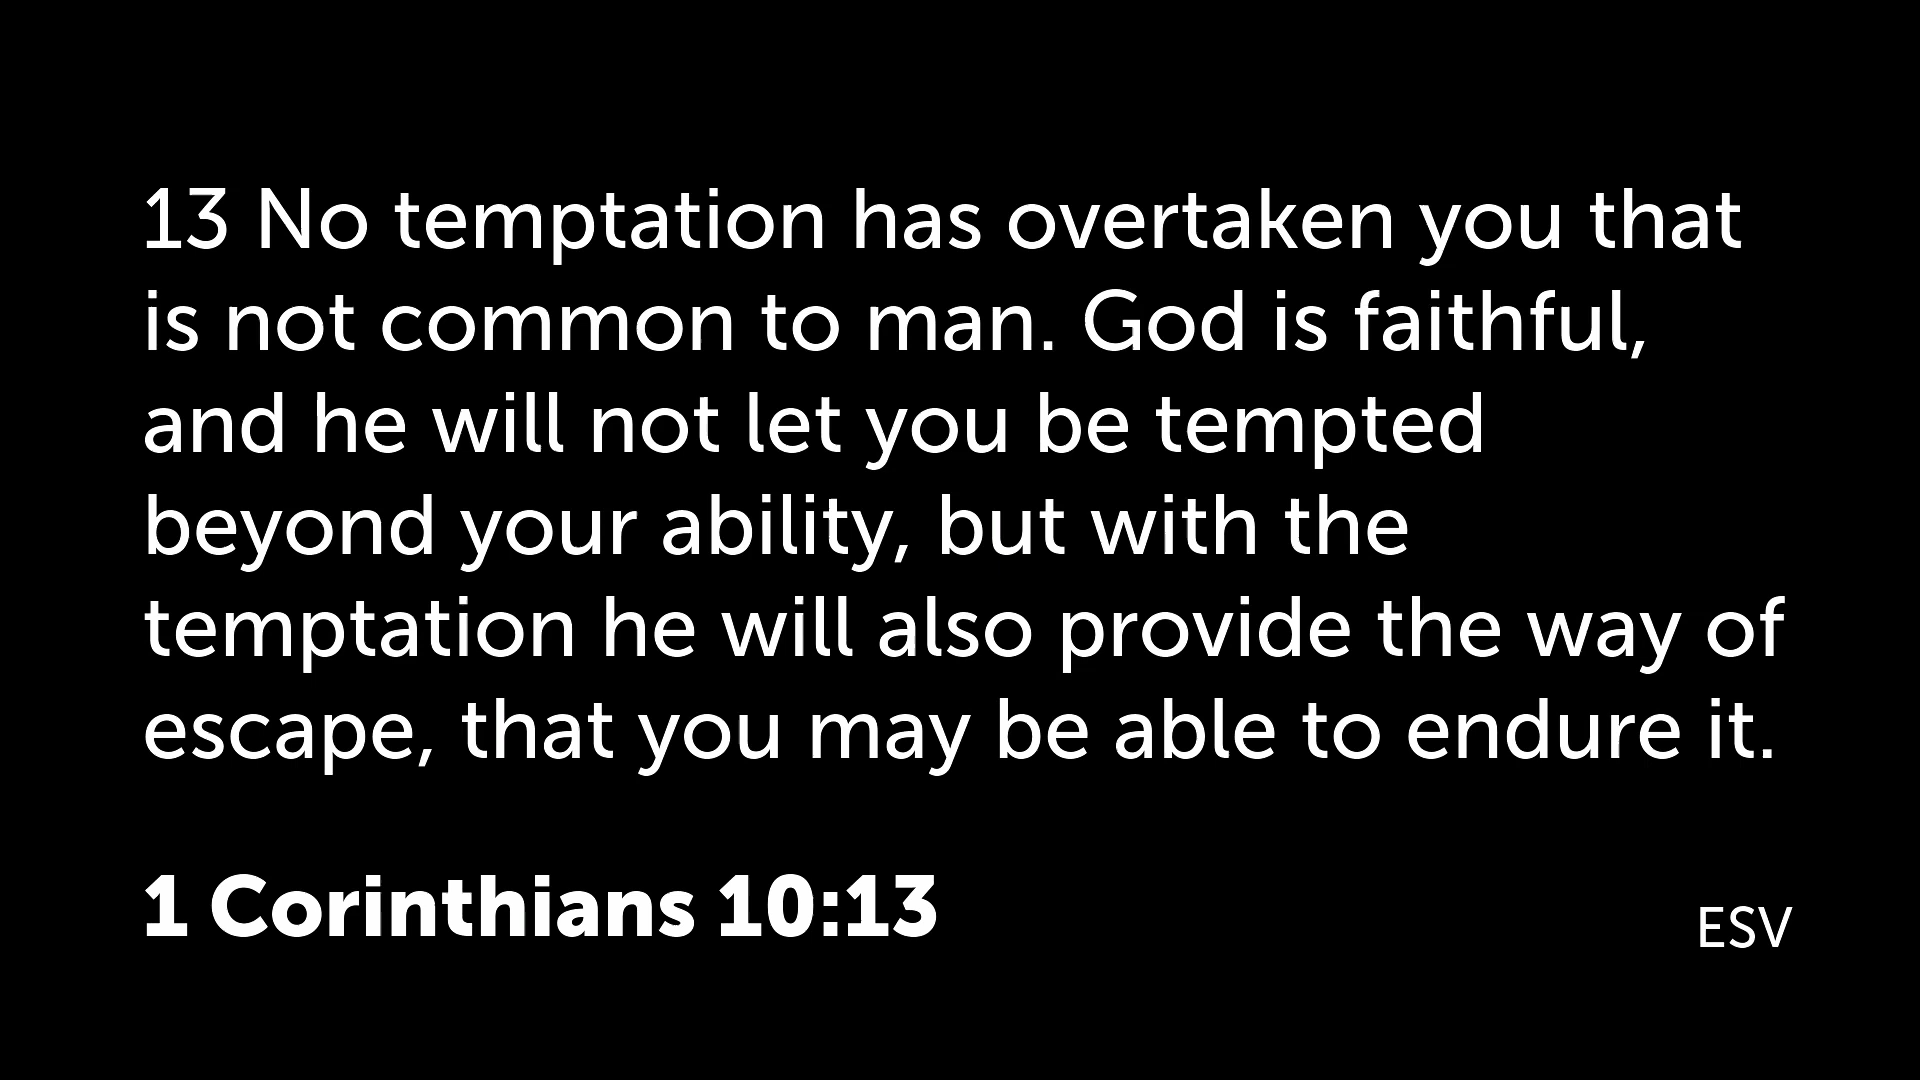 13 No temptation has overtaken you that
is not common to man. God is faithful,
and he will not let you be tempted
beyond your ability, but with the
temptation he will also provide the way of
escape, that you may be able to endure it.
1 Corinthians 10:13
ESV